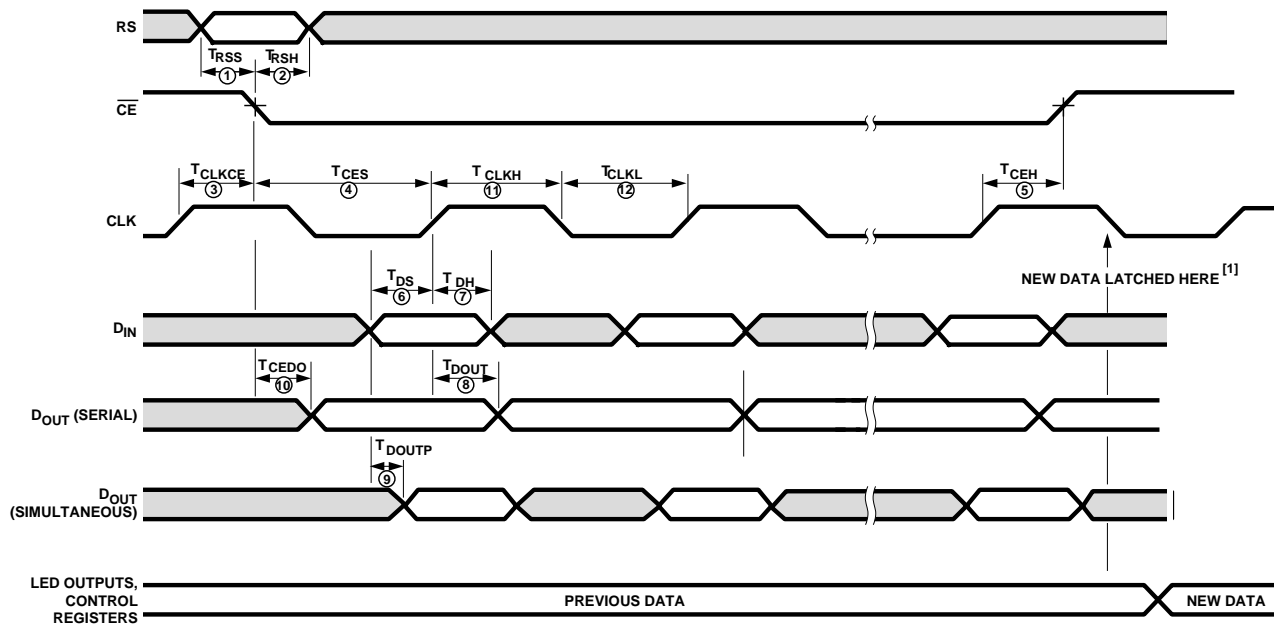 RS
TRSS TRSH
① ②
CE
TCLKCE TCES TCLKH TCLKL TCEH
③ ④ ⑪ ⑫ ⑤
CLK
TDS TDH
⑥ ⑦
NEW DATA LATCHED HERE [1]
DIN
TCEDO TDOUT
⑩ ⑧
DOUT (SERIAL)
TDOUTP
⑨
DOUT
(SIMULTANEOUS)
LED OUTPUTS,
CONTROL
REGISTERS
PREVIOUS DATA NEW DATA